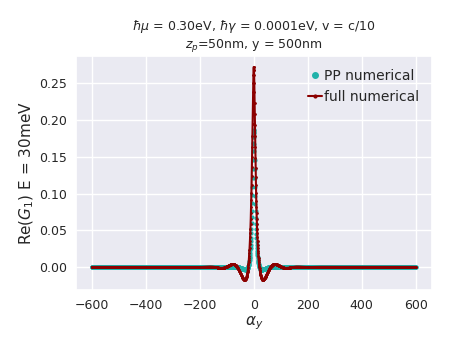 ℏμ = 0.30eV, ℏγ = 0.0001eV, v = c/10
z_p=50nm, y = 500nm
PP numerical
full numerical
Re(G₁) E = 30meV
0.25
0.20
0.15
0.10
0.05
0.00
−600 −400 −200 0 200 400 600
α_y